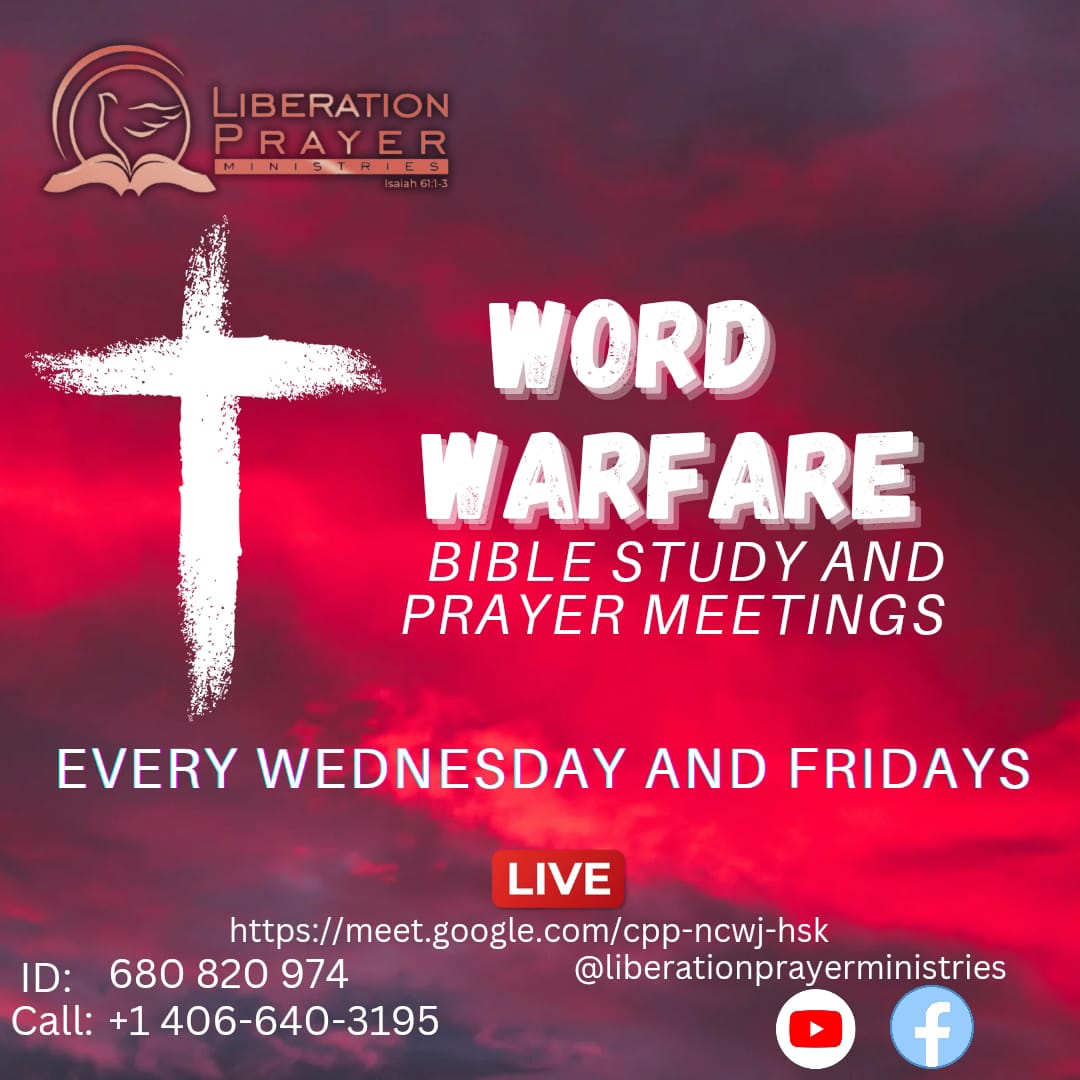 LIBERATION
PRAYER
MINISTRIES
Isaiah 61:1-3
WORD
WARFARE
BIBLE STUDY AND
PRAYER MEETINGS
EVERY WEDNESDAY AND FRIDAYS
LIVE
https://meet.google.com/cpp-ncwj-hsk
ID: 680 820 974
@liberationprayerministries
Call: +1 406-640-3195